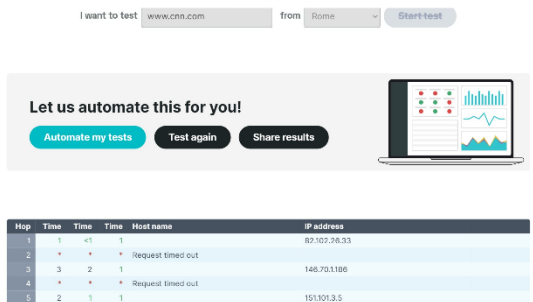 I want to test www.cnn.com from Rome Start test
Let us automate this for you!
Automate my tests Test again Share results
Hop Time Time Time Host name IP address
1 1 <1 1 82.102.26.33
2 * * * Request timed out
3 3 2 1 146.70.1.186
4 * * * Request timed out
5 2 1 1 151.101.3.5